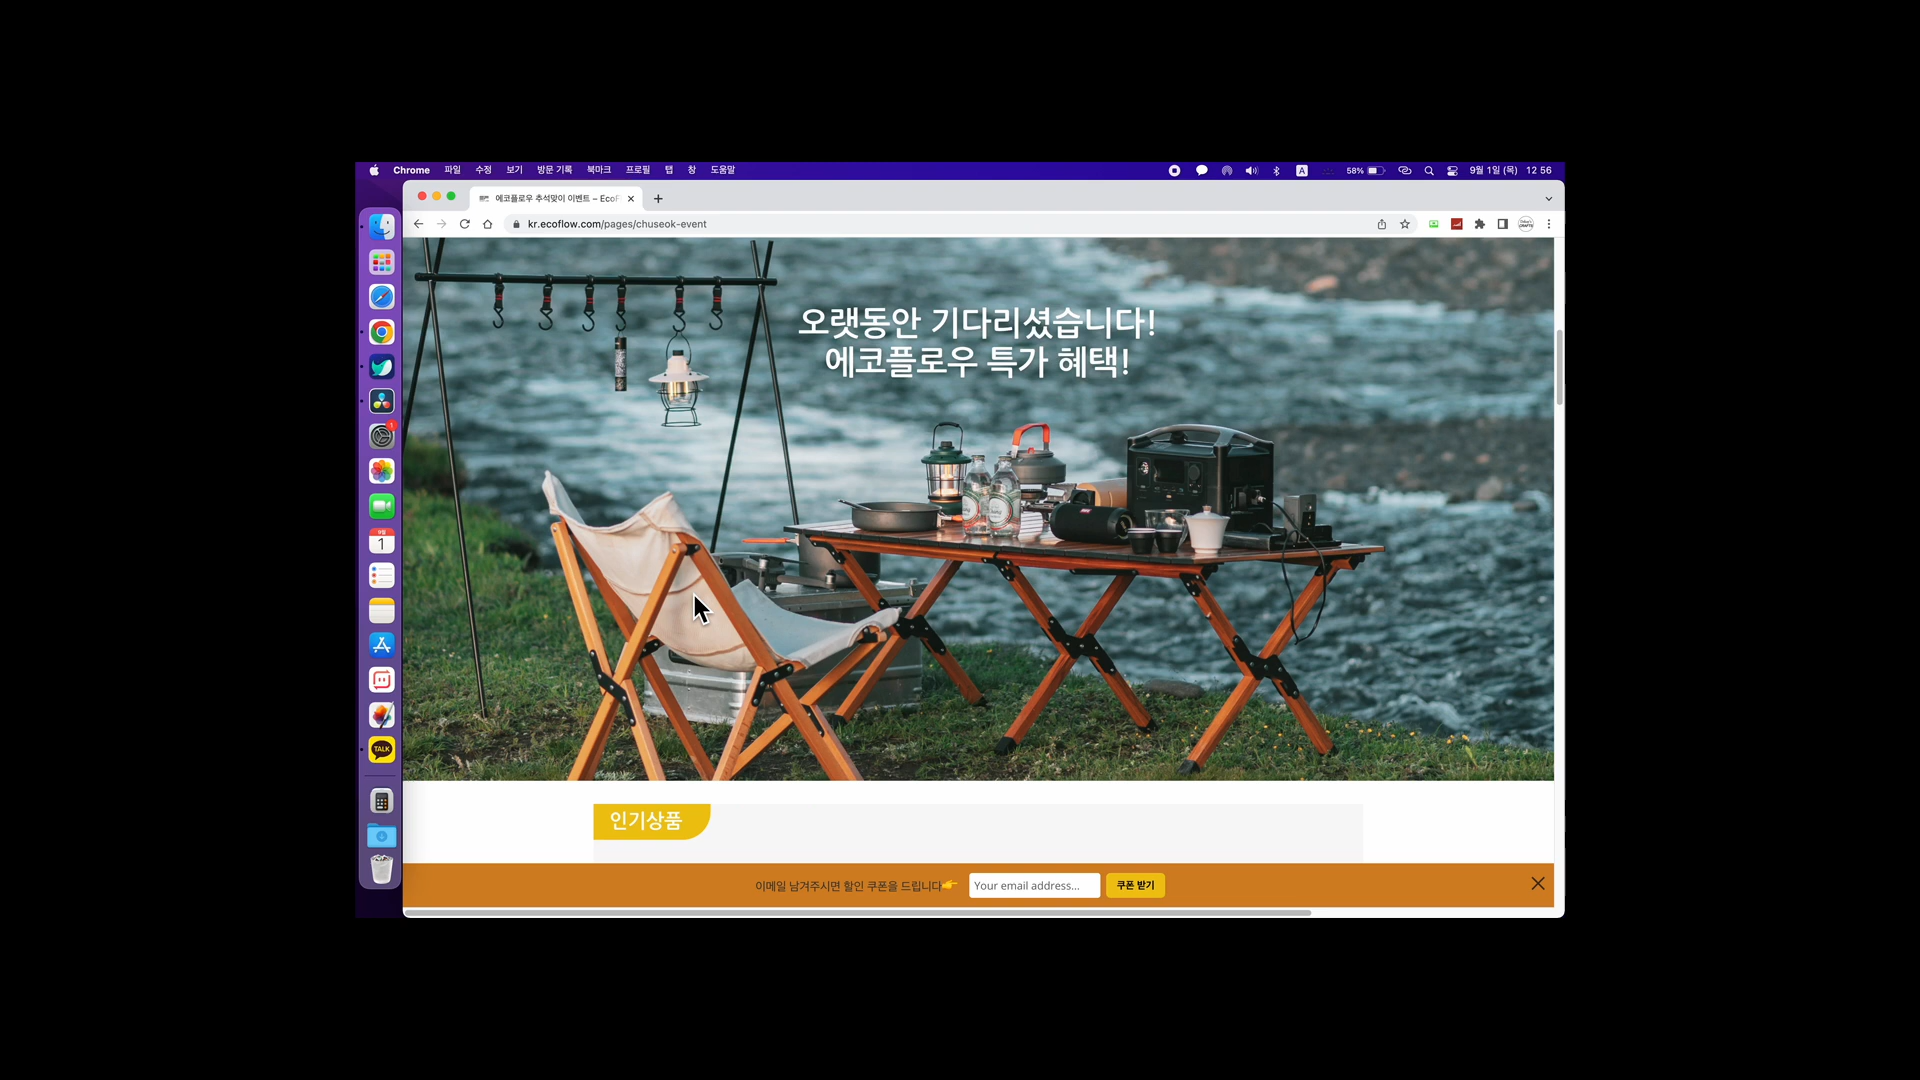 Chrome 파일 수정 보기 방문 기록 북마크 프로필 탭 창 도움말
A 58% 9월 1일 (목) 12 56
에코플로우 추석맞이 이벤트 – EcoF
kr.ecoflow.com/pages/chuseok-event
오랫동안 기다리셨습니다!
에코플로우 특가 혜택!
1
1
TALK
인기상품
이메일 남겨주시면 할인 쿠폰을 드립니다👉 Your email address... 쿠폰 받기